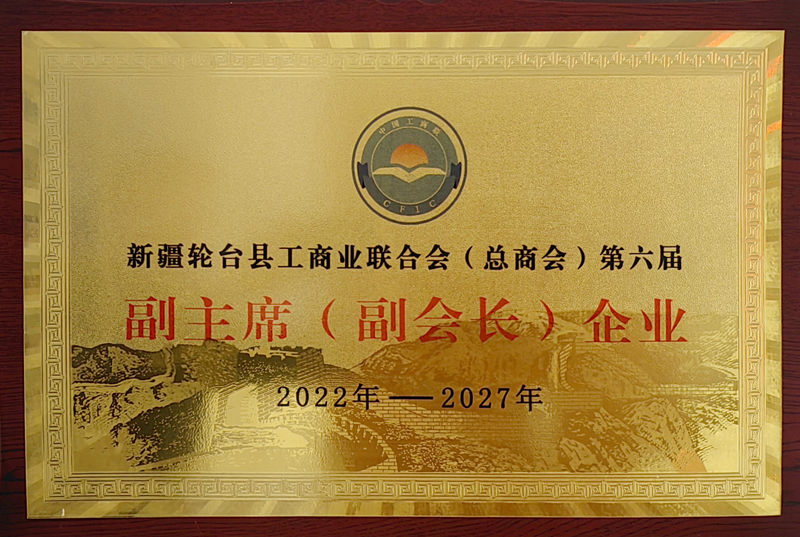 中国工商院
CFIC
新疆轮台县工商业联合会（总商会）第六届
副主席（副会长）企业
2022年——2027年